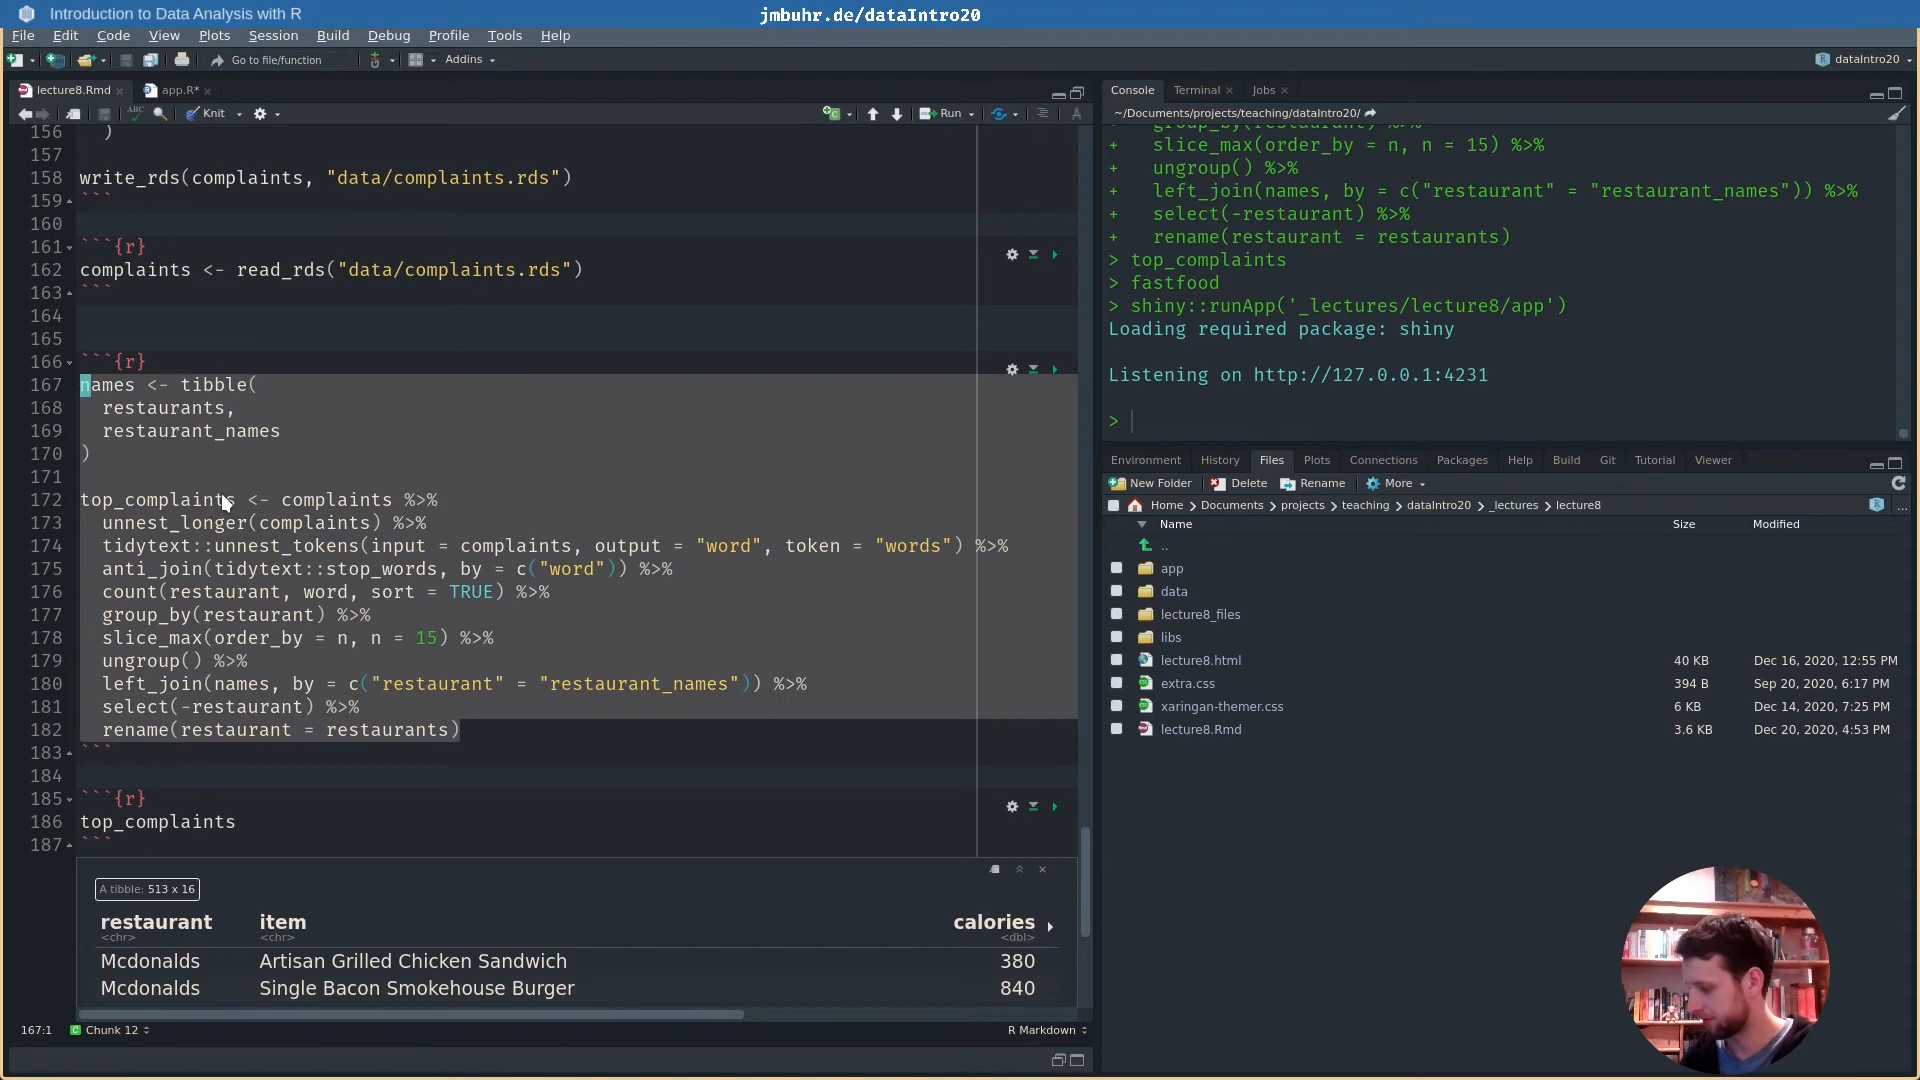 Introduction to Data Analysis with R
jmbuhr.de/dataIntro20
File Edit Code View Plots Session Build Debug Profile Tools Help
Go to file/function
Addins
dataIntro20
lecture8.Rmd
app.R*
ABC
Knit
Run
156 )
157
158 write_rds(complaints, "data/complaints.rds")
159 ```
160
161 ```{r}
162 complaints <- read_rds("data/complaints.rds")
163 ```
164
165
166 ```{r}
167 names <- tibble(
168 restaurants,
169 restaurant_names
170 )
171
172 top_complaints <- complaints %>%
173 unnest_longer(complaints) %>%
174 tidytext::unnest_tokens(input = complaints, output = "word", token = "words") %>%
175 anti_join(tidytext::stop_words, by = c("word")) %>%
176 count(restaurant, word, sort = TRUE) %>%
177 group_by(restaurant) %>%
178 slice_max(order_by = n, n = 15) %>%
179 ungroup() %>%
180 left_join(names, by = c("restaurant" = "restaurant_names")) %>%
181 select(-restaurant) %>%
182 rename(restaurant = restaurants)
183 ```
184
185 ```{r}
186 top_complaints
187 ```
A tibble: 513 x 16
restaurant item calories
<chr> <chr> <dbl>
Mcdonalds Artisan Grilled Chicken Sandwich 380
Mcdonalds Single Bacon Smokehouse Burger 840
167:1 Chunk 12 R Markdown
Console Terminal Jobs
~/Documents/projects/teaching/dataIntro20/
+ group_by(restaurant) %>%
+ slice_max(order_by = n, n = 15) %>%
+ ungroup() %>%
+ left_join(names, by = c("restaurant" = "restaurant_names")) %>%
+ select(-restaurant) %>%
+ rename(restaurant = restaurants)
> top_complaints
> fastfood
> shiny::runApp('_lectures/lecture8/app')
Loading required package: shiny
Listening on http://127.0.0.1:4231
>
Environment History Files Plots Connections Packages Help Build Git Tutorial Viewer
New Folder Delete Rename More
Home Documents projects teaching dataIntro20 _lectures lecture8 ...
Name Size Modified
..
app
data
lecture8_files
libs
lecture8.html 40 KB Dec 16, 2020, 12:55 PM
extra.css 394 B Sep 20, 2020, 6:17 PM
xaringan-themer.css 6 KB Dec 14, 2020, 7:25 PM
lecture8.Rmd 3.6 KB Dec 20, 2020, 4:53 PM